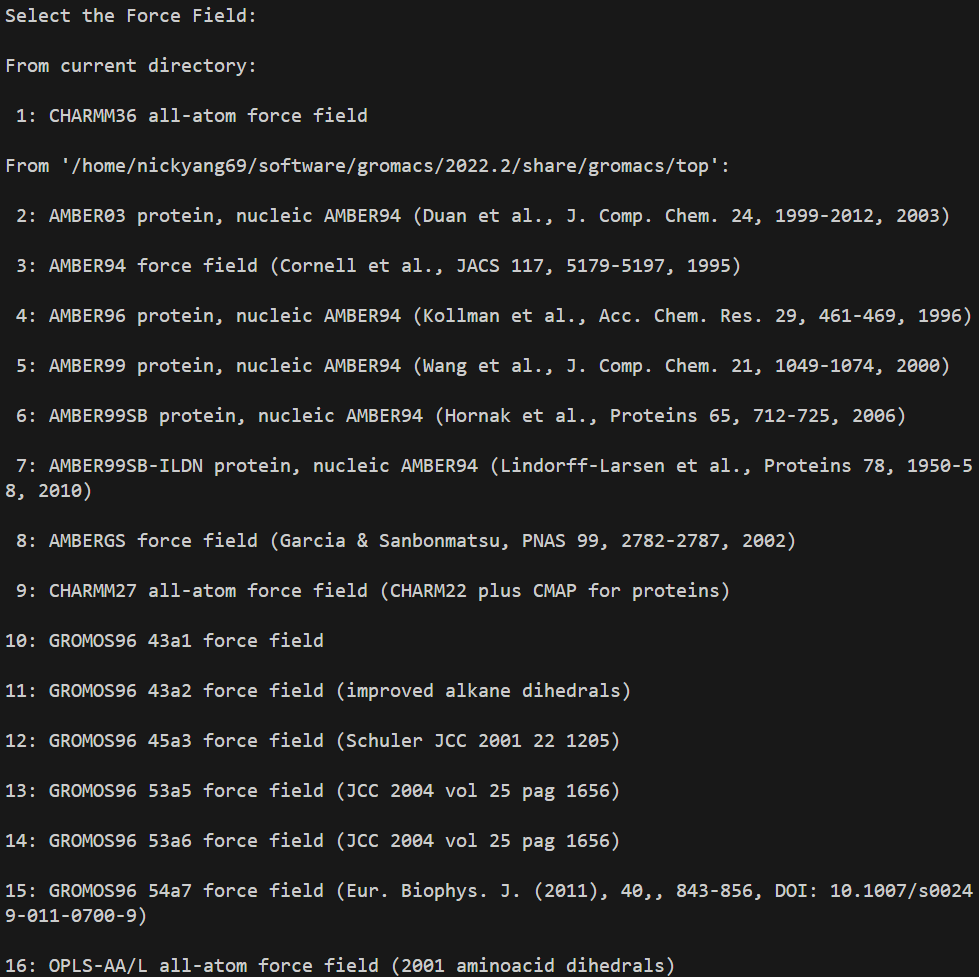 Select the Force Field:
From current directory:
 1: CHARMM36 all-atom force field
From '/home/nickyang69/software/gromacs/2022.2/share/gromacs/top':
 2: AMBER03 protein, nucleic AMBER94 (Duan et al., J. Comp. Chem. 24, 1999-2012, 2003)
 3: AMBER94 force field (Cornell et al., JACS 117, 5179-5197, 1995)
 4: AMBER96 protein, nucleic AMBER94 (Kollman et al., Acc. Chem. Res. 29, 461-469, 1996)
 5: AMBER99 protein, nucleic AMBER94 (Wang et al., J. Comp. Chem. 21, 1049-1074, 2000)
 6: AMBER99SB protein, nucleic AMBER94 (Hornak et al., Proteins 65, 712-725, 2006)
 7: AMBER99SB-ILDN protein, nucleic AMBER94 (Lindorff-Larsen et al., Proteins 78, 1950-5
8, 2010)
 8: AMBERGS force field (Garcia & Sanbonmatsu, PNAS 99, 2782-2787, 2002)
 9: CHARMM27 all-atom force field (CHARM22 plus CMAP for proteins)
10: GROMOS96 43a1 force field
11: GROMOS96 43a2 force field (improved alkane dihedrals)
12: GROMOS96 45a3 force field (Schuler JCC 2001 22 1205)
13: GROMOS96 53a5 force field (JCC 2004 vol 25 pag 1656)
14: GROMOS96 53a6 force field (JCC 2004 vol 25 pag 1656)
15: GROMOS96 54a7 force field (Eur. Biophys. J. (2011), 40,, 843-856, DOI: 10.1007/s0024
9-011-0700-9)
16: OPLS-AA/L all-atom force field (2001 aminoacid dihedrals)